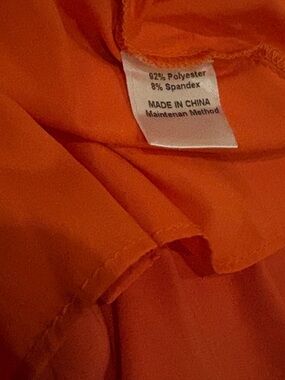 92% Polyester
8% Spandex
MADE IN CHINA
Maintenan Method